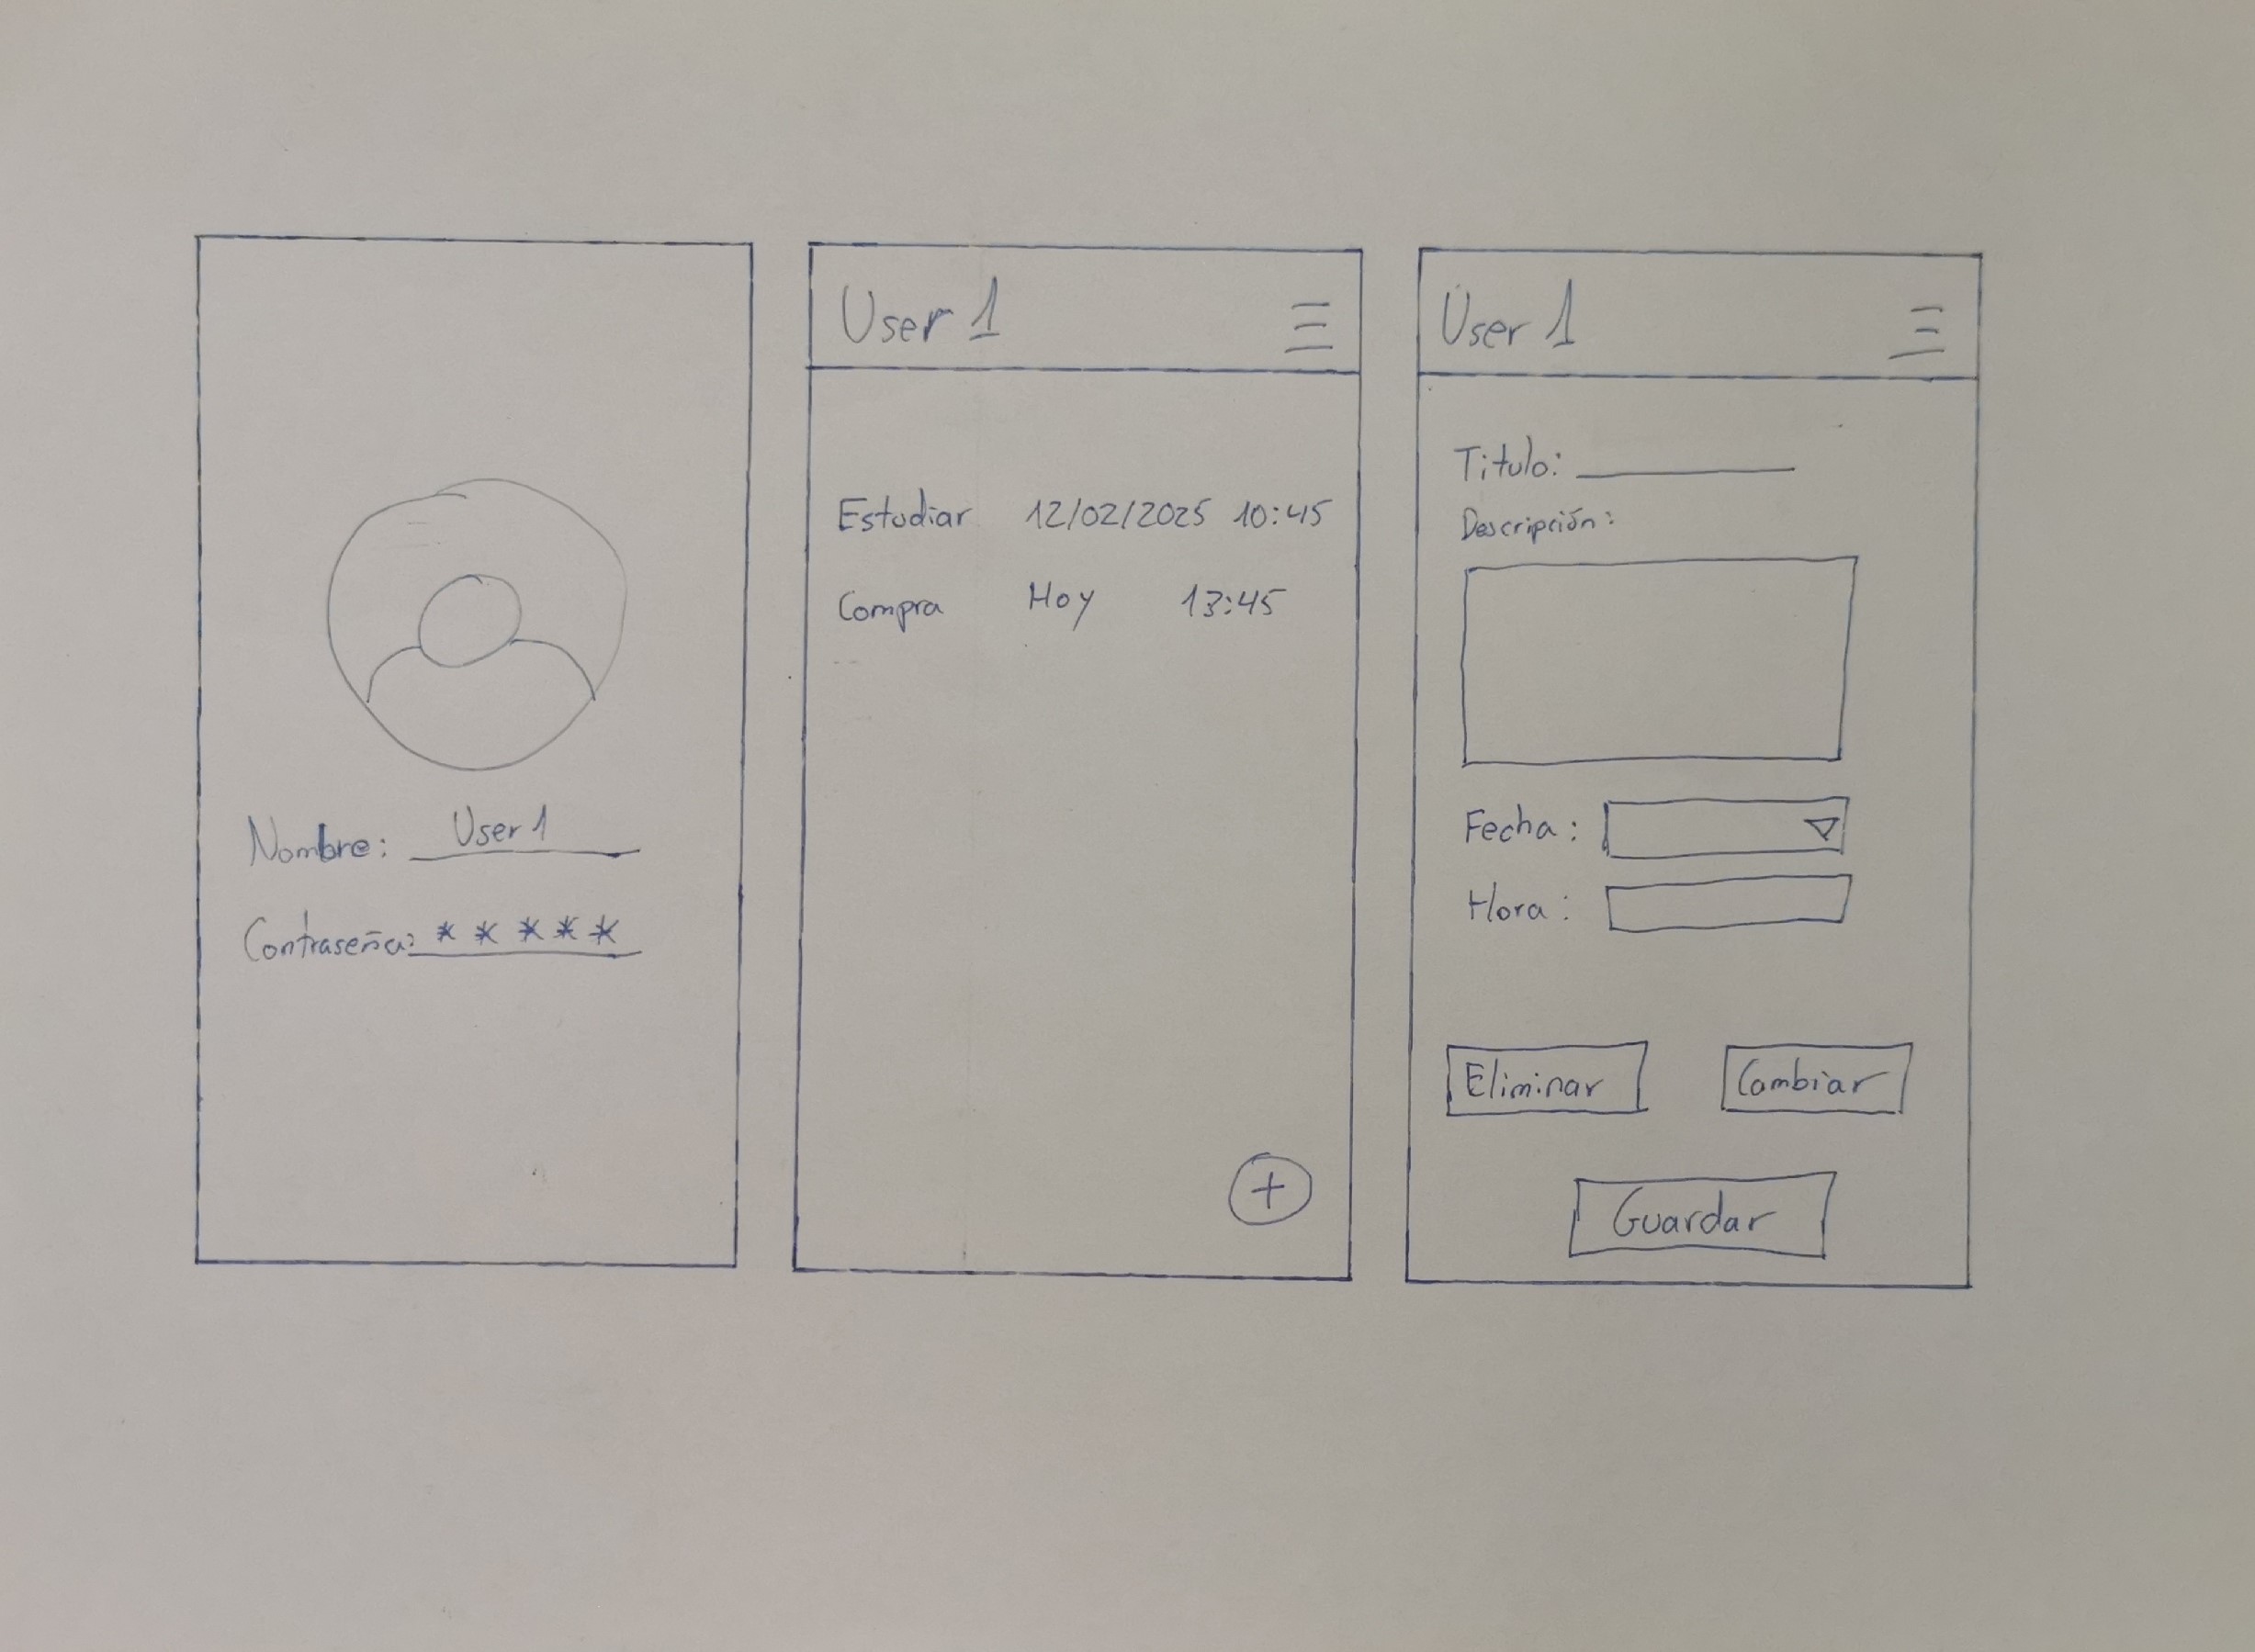 Nombre: User 1
Contraseña: * * * * *
User 1
Estudiar 12/02/2025 10:45
Compra Hoy 13:45
+
User 1
Titulo:
Descripción:
Fecha:
Hora:
Eliminar
Cambiar
Guardar